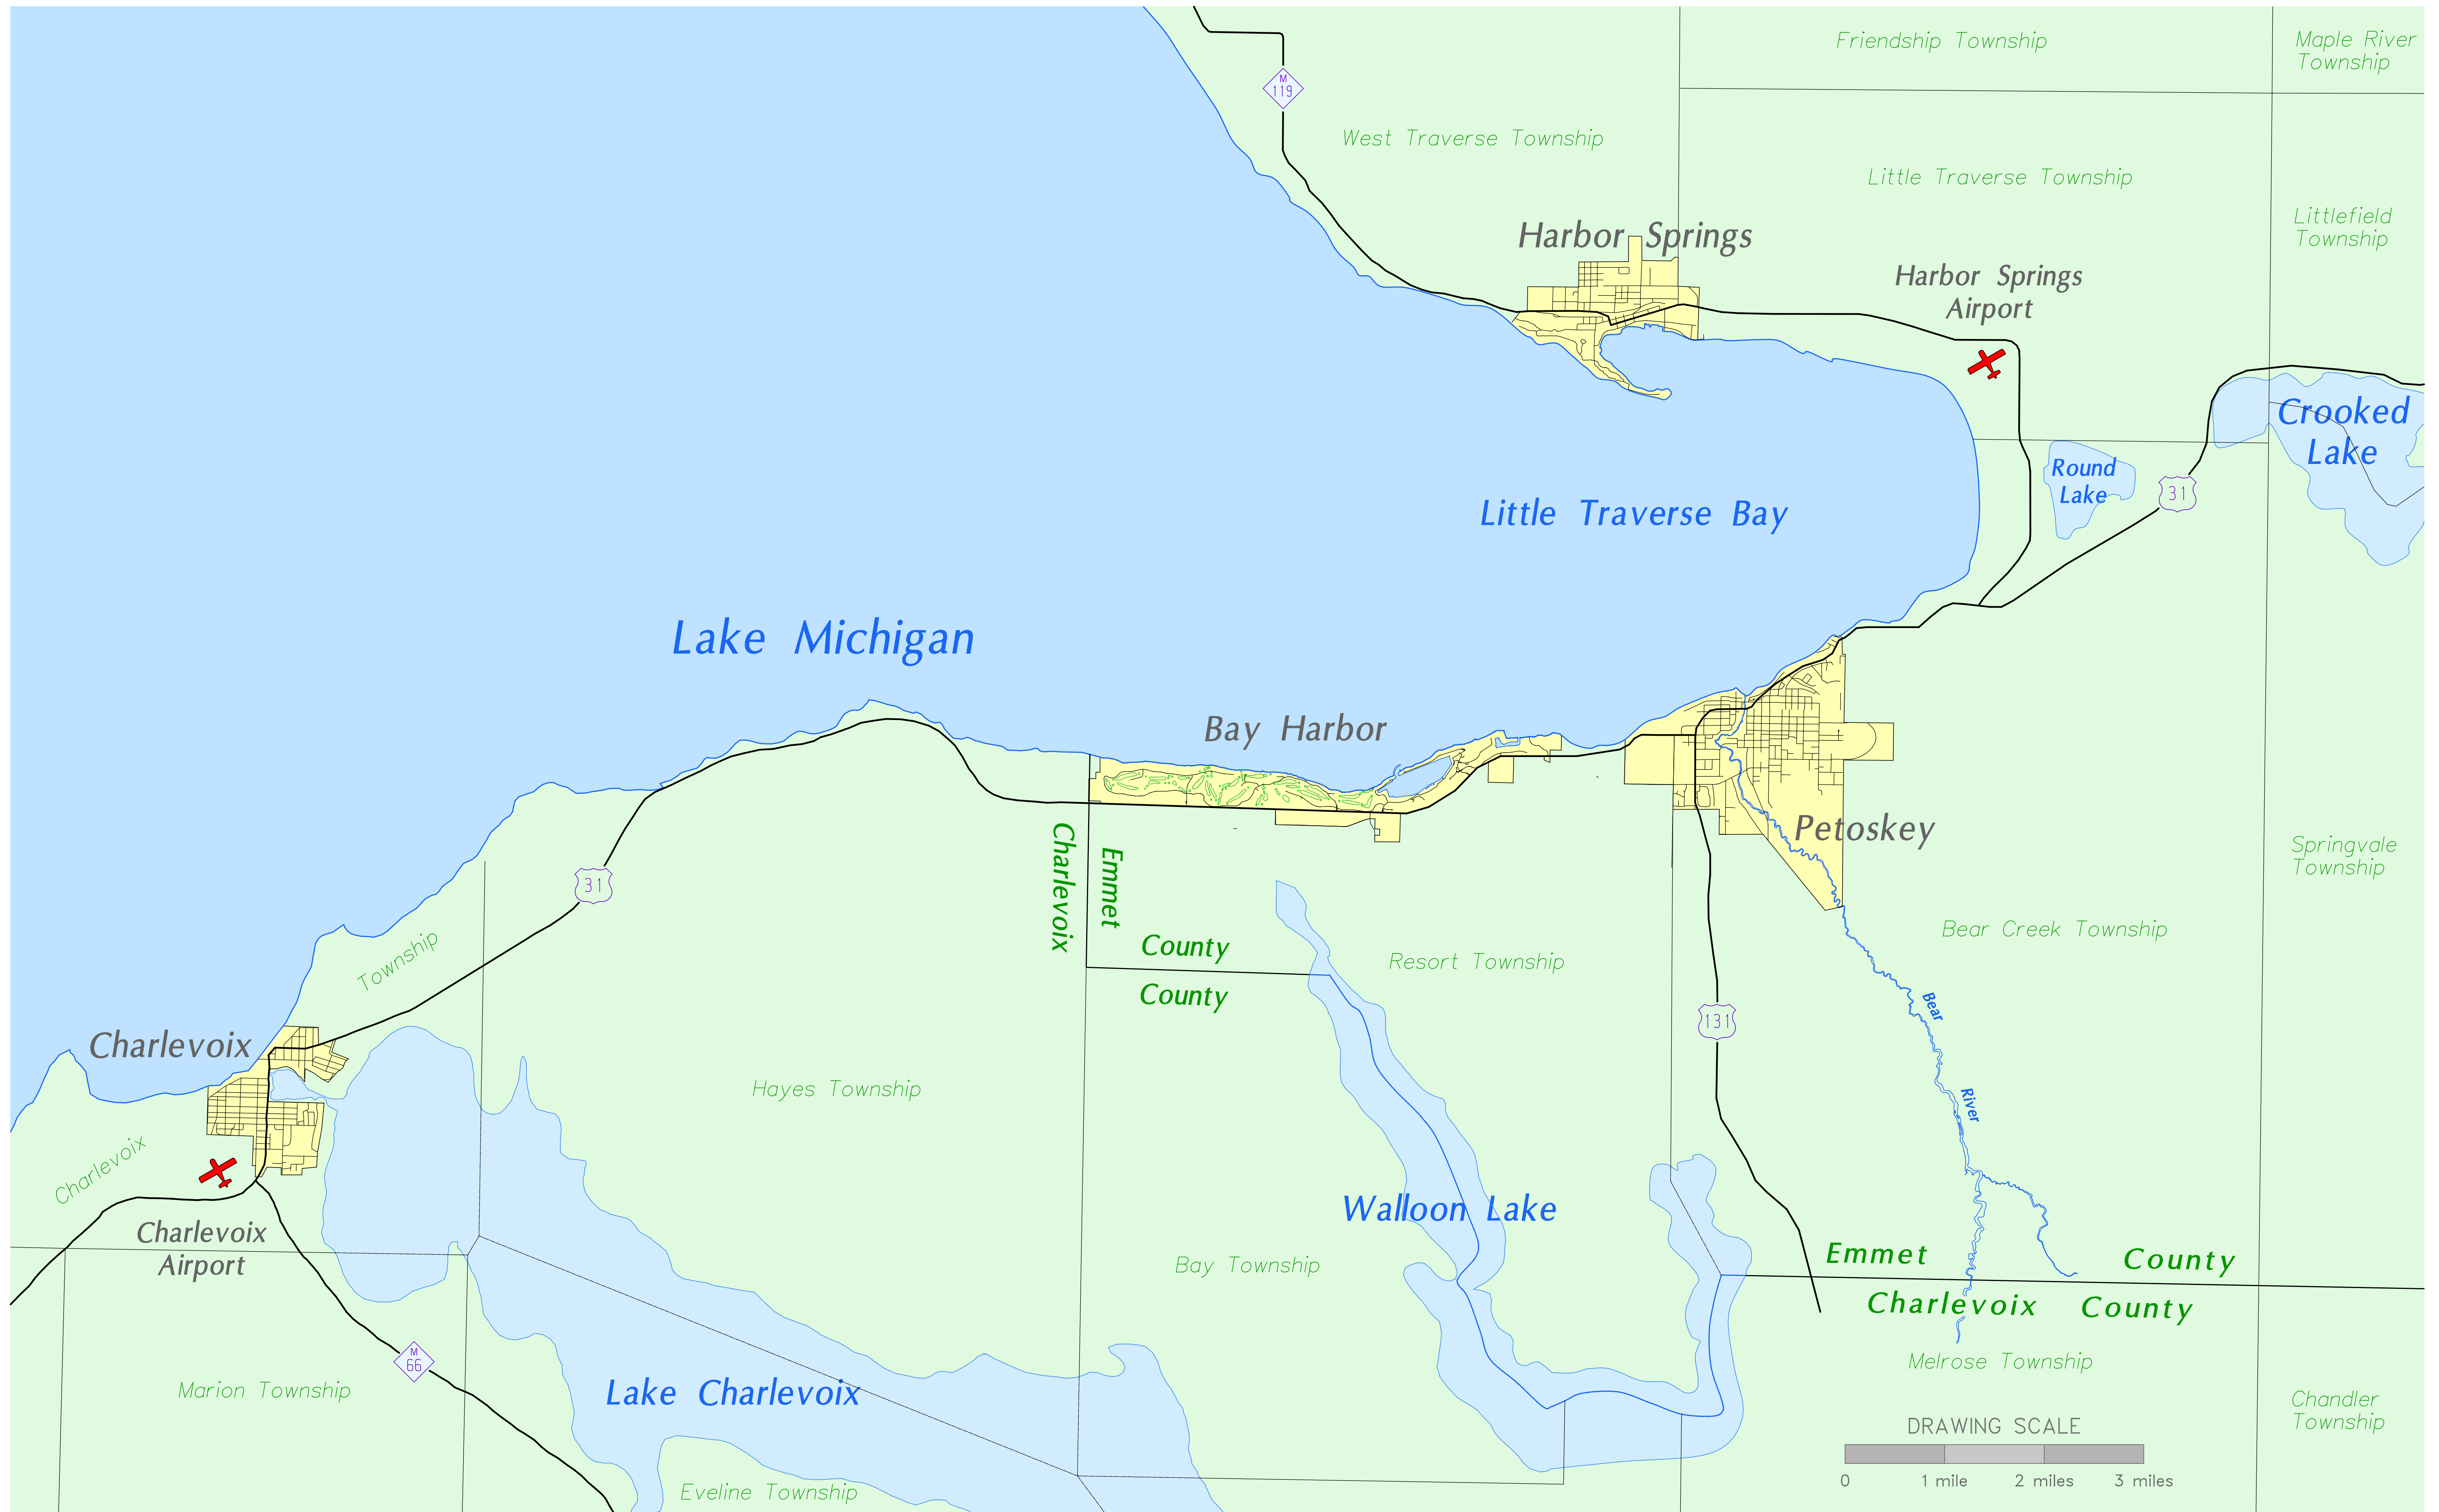 Friendship Township
Maple River
Township
M
119
West Traverse Township
Little Traverse Township
Littlefield
Township
Harbor Springs
Harbor Springs
Airport
Crooked
Lake
Round
Lake
31
Little Traverse Bay
Lake Michigan
Bay Harbor
Petoskey
Springvale
Township
Charlevoix
Emmet
31
County
County
Resort Township
Bear Creek Township
Township
Bear
River
131
Charlevoix
Hayes Township
Charlevoix
Walloon Lake
Charlevoix
Airport
Bay Township
Emmet County
Charlevoix County
M
66
Marion Township
Lake Charlevoix
Melrose Township
Chandler
Township
DRAWING SCALE
0 1 mile 2 miles 3 miles
Eveline Township